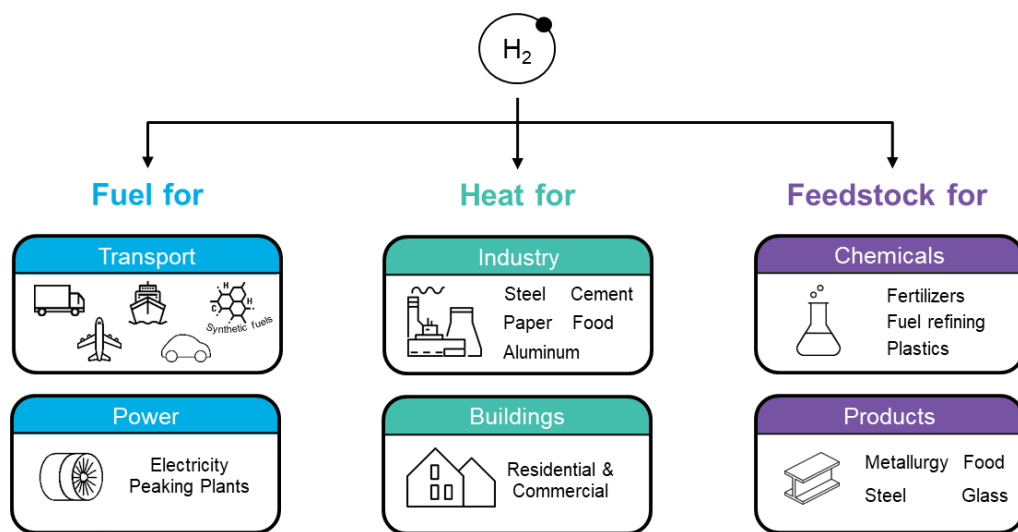 H₂
Fuel for
Heat for
Feedstock for
Transport
C H H
Synthetic fuels
Industry
Steel Cement
Paper Food
Aluminum
Chemicals
Fertilizers
Fuel refining
Plastics
Power
Electricity
Peaking Plants
Buildings
Residential &
Commercial
Products
Metallurgy Food
Steel Glass